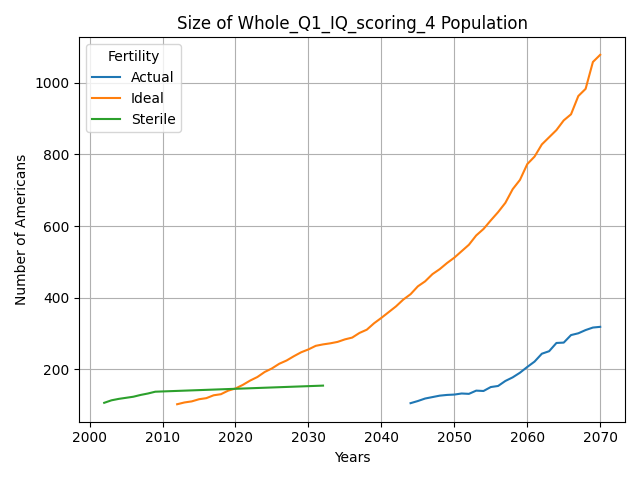 Size of Whole_Q1_IQ_scoring_4 Population
Fertility
Actual
Ideal
Sterile
Number of Americans
1000
800
600
400
200
2000 2010 2020 2030 2040 2050 2060 2070
Years